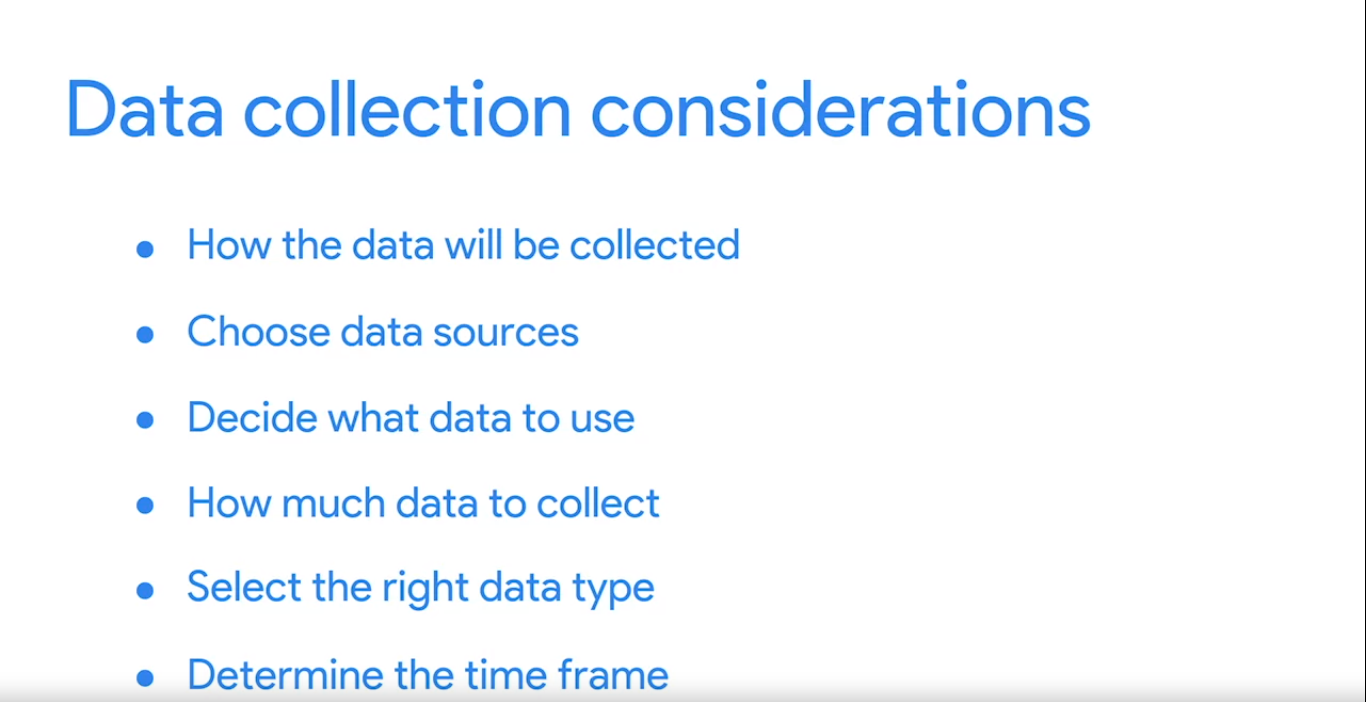 Data collection considerations
● How the data will be collected
● Choose data sources
● Decide what data to use
● How much data to collect
● Select the right data type
● Determine the time frame